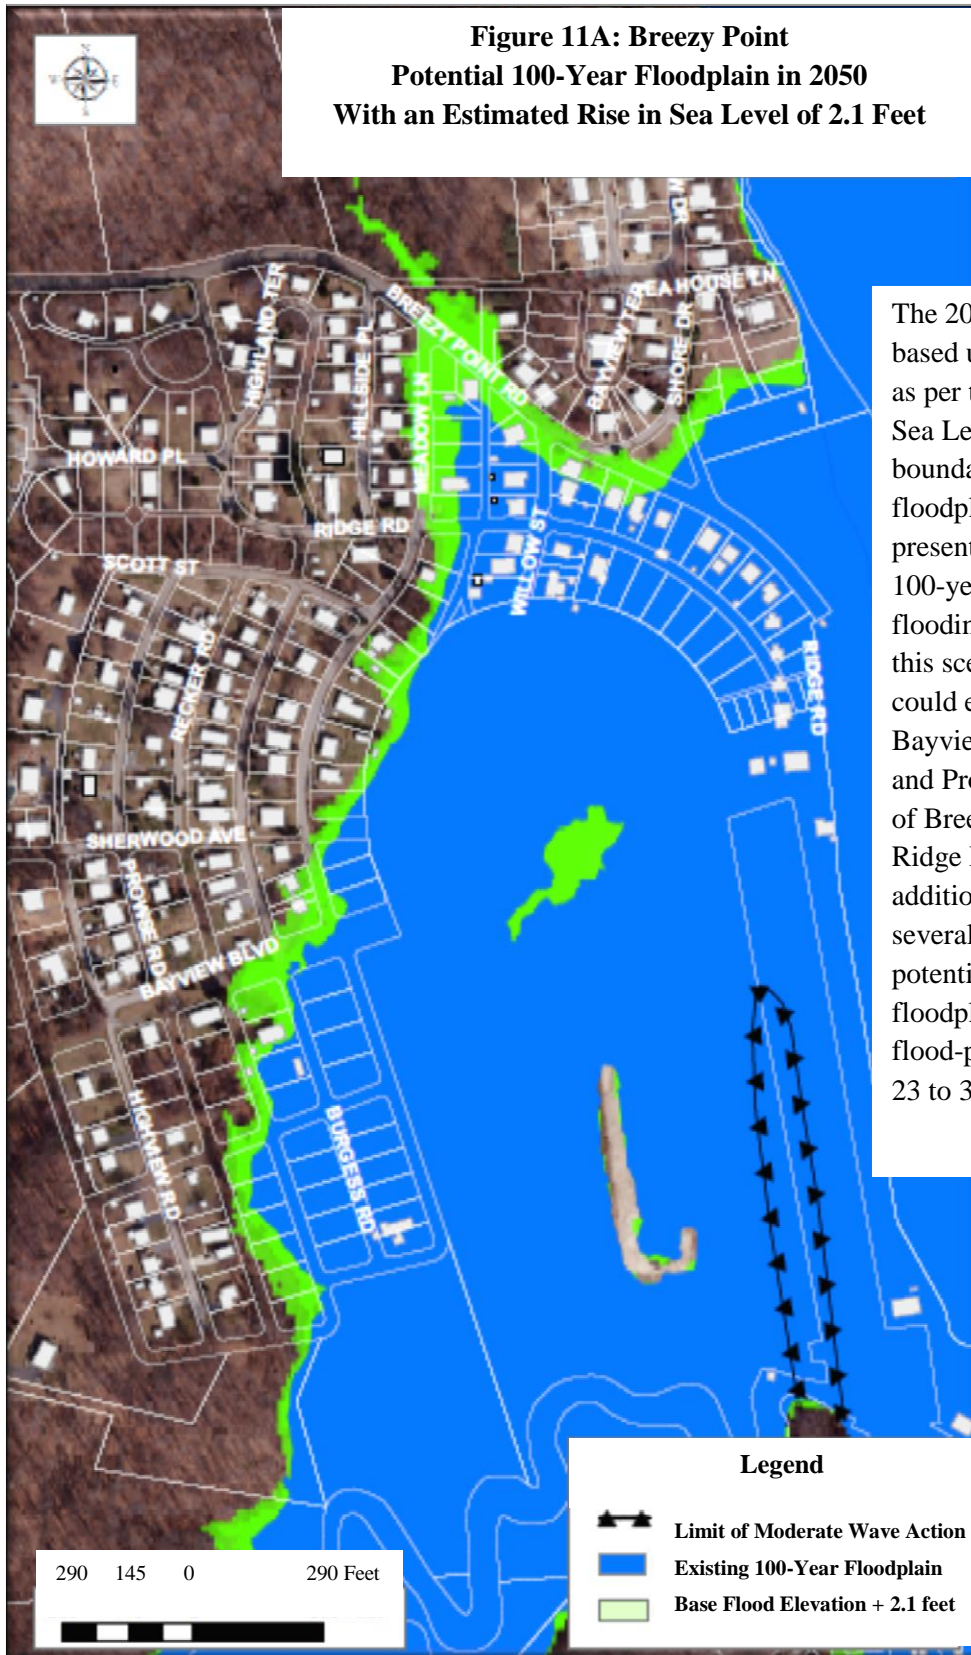 Figure 11A: Breezy Point
Potential 100-Year Floodplain in 2050
With an Estimated Rise in Sea Level of 2.1 Feet
N
W
E
S
DR
TEA HOUSE LN
HIGHLAND TER
BREEZY POINT RD
BAYVIEW TER
SHORE DR
HILLSIDE PL
MEADOW LN
HOWARD PL
RIDGE RD
WILLOW ST
SCOTT ST
RECKER RD
RIDGE RD
SHERWOOD AVE
PROWSE RD
BAYVIEW BLVD
HIGHVIEW RD
BURGESS RD
The 20
based u
as per t
Sea Le
bounda
floodpl
present
100-ye
floodin
this sce
could e
Bayvie
and Pro
of Bree
Ridge
additio
several
potenti
floodpl
flood-p
23 to 3
Legend
Limit of Moderate Wave Action
Existing 100-Year Floodplain
Base Flood Elevation + 2.1 feet
290 145 0 290 Feet